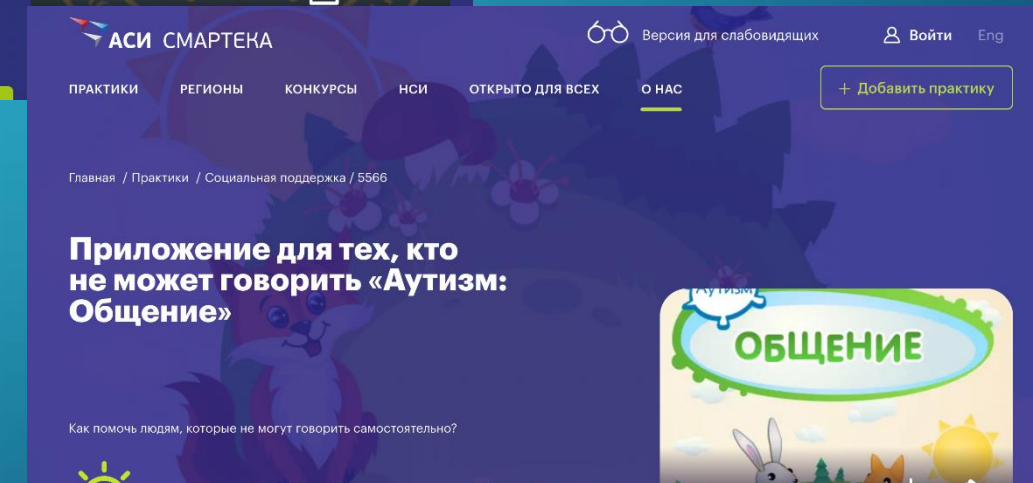 АСИ СМАРТЕКА
Версия для слабовидящих
Войти
Eng
ПРАКТИКИ РЕГИОНЫ КОНКУРСЫ НСИ ОТКРЫТО ДЛЯ ВСЕХ О НАС
+ Добавить практику
Главная / Практики / Социальная поддержка / 5566
Приложение для тех, кто
не может говорить «Аутизм:
Общение»
Аутизм
ОБЩЕНИЕ
Как помочь людям, которые не могут говорить самостоятельно?